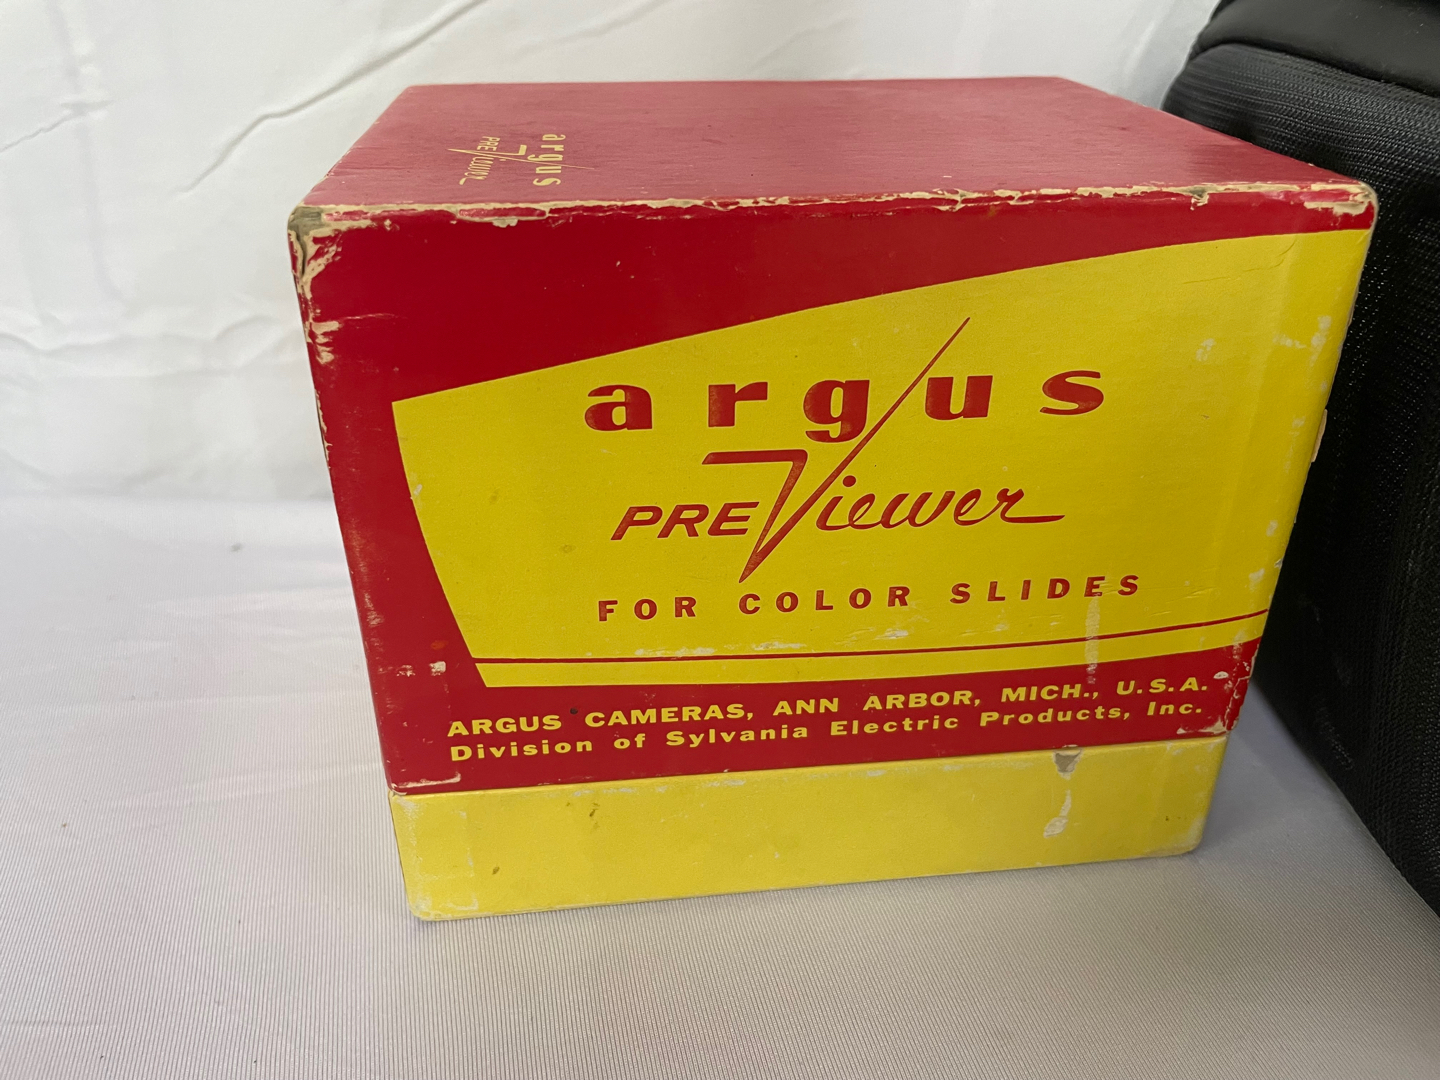 argus
PREViewer
argus
PREViewer
FOR COLOR SLIDES
ARGUS CAMERAS, ANN ARBOR, MICH., U.S.A.
Division of Sylvania Electric Products, Inc.